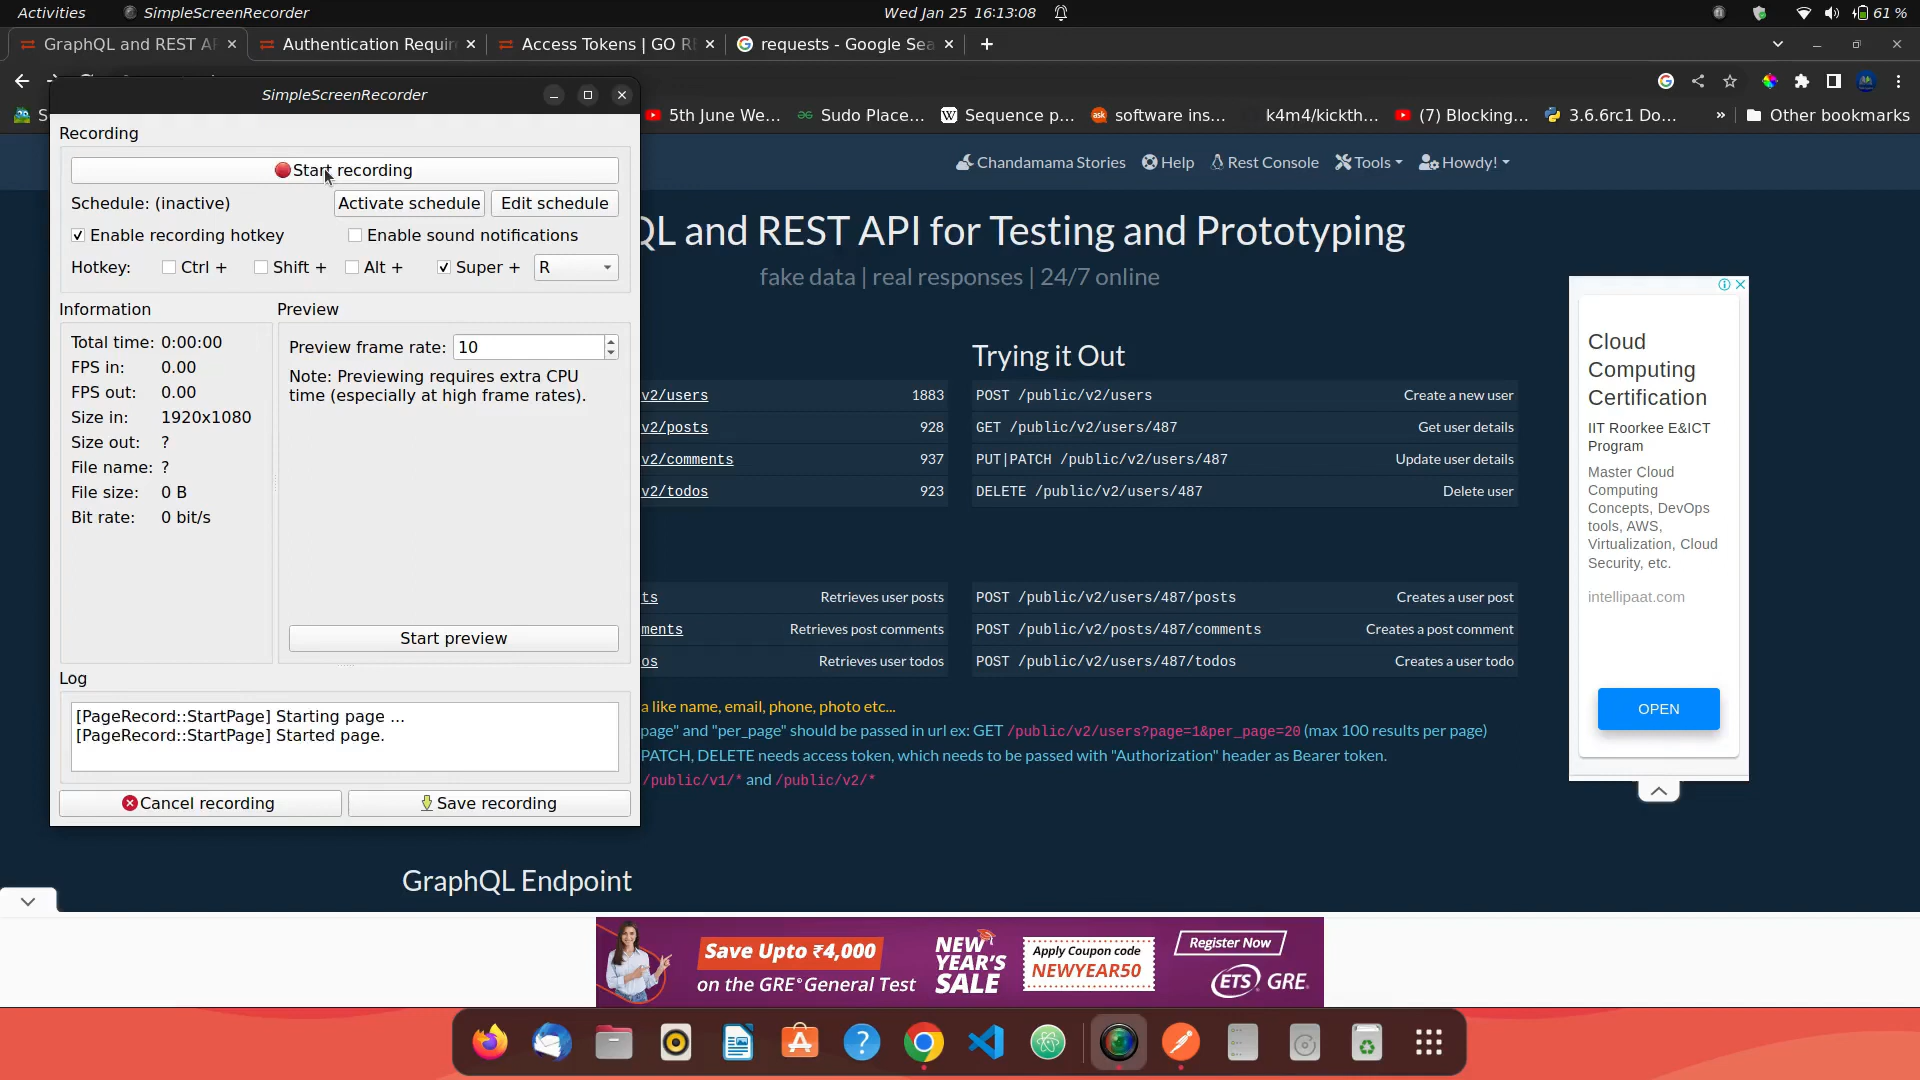 Activities
SimpleScreenRecorder
Wed Jan 25 16:13:08
61 %
GraphQL and REST AP
Authentication Requir
Access Tokens | GO RE
requests - Google Sea
5th June We...
Sudo Place...
Sequence p...
software ins...
k4m4/kickth...
(7) Blocking...
3.6.6rc1 Do...
»
Other bookmarks
SimpleScreenRecorder
Recording
Start recording
Schedule: (inactive)
Activate schedule
Edit schedule
Enable recording hotkey
Enable sound notifications
Hotkey:
Ctrl +
Shift +
Alt +
Super +
R
Information
Total time: 0:00:00
FPS in: 0.00
FPS out: 0.00
Size in: 1920x1080
Size out: ?
File name: ?
File size: 0 B
Bit rate: 0 bit/s
Preview
Preview frame rate: 10
Note: Previewing requires extra CPU
time (especially at high frame rates).
Start preview
Log
[PageRecord::StartPage] Starting page ...
[PageRecord::StartPage] Started page.
Cancel recording
Save recording
Chandamama Stories
Help
Rest Console
Tools
Howdy!
QL and REST API for Testing and Prototyping
fake data | real responses | 24/7 online
v2/users 1883
v2/posts 928
v2/comments 937
v2/todos 923
Trying it Out
POST /public/v2/users Create a new user
GET /public/v2/users/487 Get user details
PUT|PATCH /public/v2/users/487 Update user details
DELETE /public/v2/users/487 Delete user
ts Retrieves user posts
ments Retrieves post comments
os Retrieves user todos
POST /public/v2/users/487/posts Creates a user post
POST /public/v2/posts/487/comments Creates a post comment
POST /public/v2/users/487/todos Creates a user todo
a like name, email, phone, photo etc...
page" and "per_page" should be passed in url ex: GET /public/v2/users?page=1&per_page=20 (max 100 results per page)
PATCH, DELETE needs access token, which needs to be passed with "Authorization" header as Bearer token.
/public/v1/* and /public/v2/*
GraphQL Endpoint
Cloud
Computing
Certification
IIT Roorkee E&ICT
Program
Master Cloud
Computing
Concepts, DevOps
tools, AWS,
Virtualization, Cloud
Security, etc.
intellipaat.com
OPEN
Save Upto ₹4,000
on the GRE® General Test
NEW
YEAR'S
SALE
Apply Coupon code
NEWYEAR50
Register Now
ETS GRE®